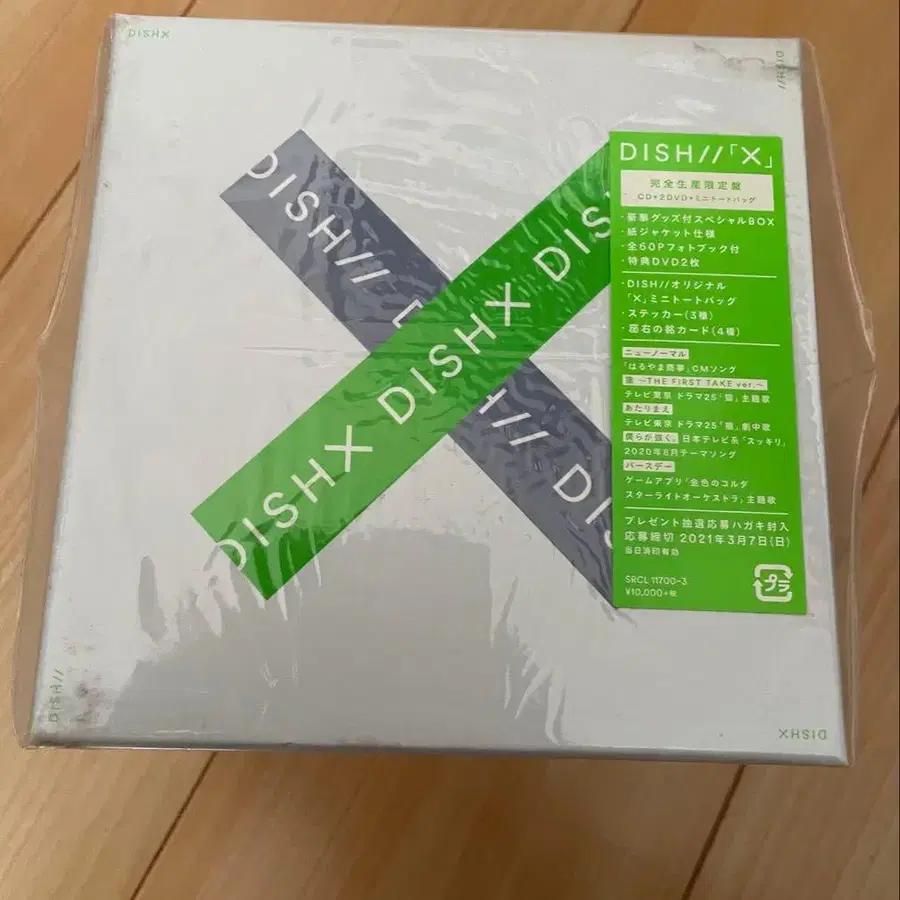 DISHX
DISH//
DISH// 「
// DISH
DISHX DISHX DISH
DISH//「X」
完全生産限定盤
CD+2DVD+ミニトートバッグ
・豪華グッズ付スペシャルBOX
・紙ジャケット仕様
・全60Pフォトブック付
・特典DVD2枚
・DISH//オリジナル
「X」ミニトートバッグ
・ステッカー(3種)
・座右の銘カード(4種)
ニューノーマル
「はるやま商事」CMソング
猫 ~THE FIRST TAKE ver.~
テレビ東京 ドラマ25「猫」主題歌
あたりまえ
テレビ東京 ドラマ25「猫」劇中歌
僕らが強く。日本テレビ系「スッキリ」
2020年8月テーマソング
バースデー
ゲームアプリ「金色のコルダ
スターライトオーケストラ」主題歌
プレゼント抽選応募ハガキ封入
応募締切 2021年3月7日(日)
当日消印有効
SRCL 11700-3
¥10,000+税
プラ
DISH//
DISHX